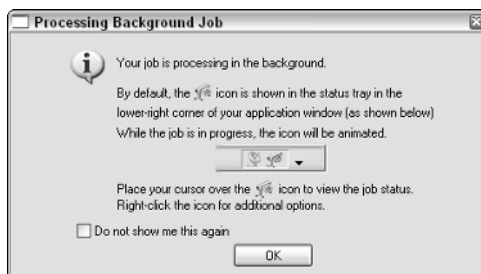 Processing Background Job
Your job is processing in the background.
By default, the icon is shown in the status tray in the
lower-right corner of your application window (as shown below)
While the job is in progress, the icon will be animated.
Place your cursor over the icon to view the job status.
Right-click the icon for additional options.
Do not show me this again
OK